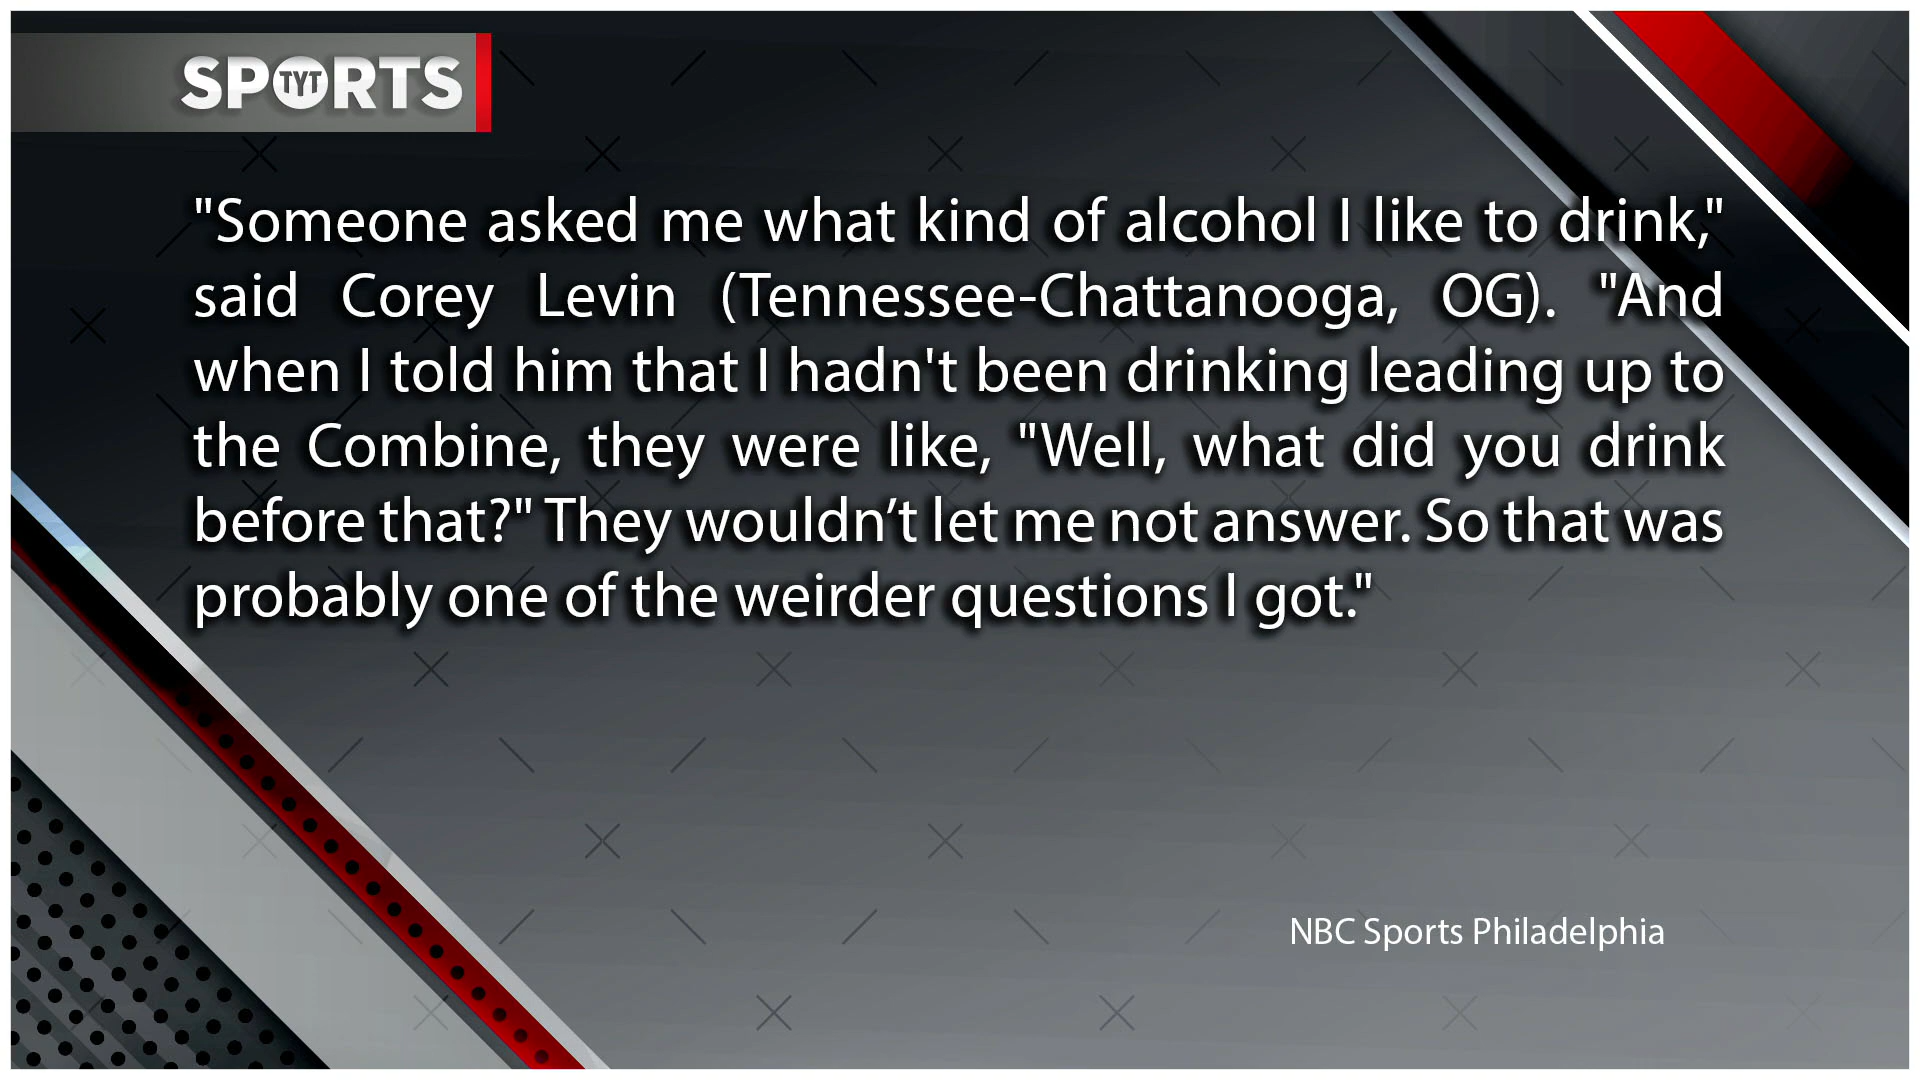 SPORTS
TYT
"Someone asked me what kind of alcohol I like to drink,"
said Corey Levin (Tennessee-Chattanooga, OG). "And
when I told him that I hadn't been drinking leading up to
the Combine, they were like, "Well, what did you drink
before that?" They wouldn’t let me not answer. So that was
probably one of the weirder questions I got."
NBC Sports Philadelphia